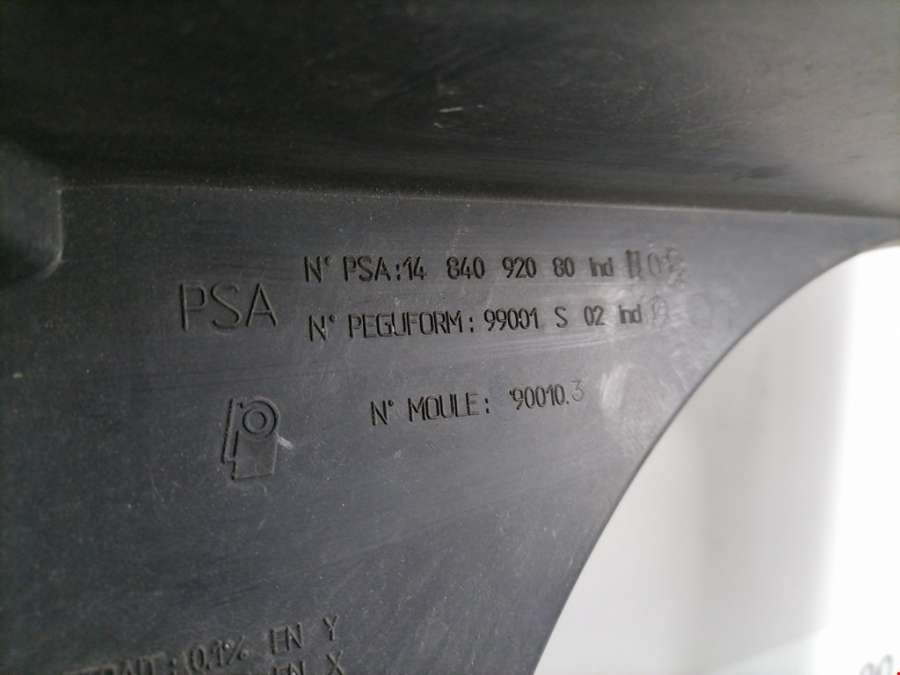 PSA
N° PSA:14 840 920 80 Ind
N° PEGUFORM: 99001 S 02 Ind
N° MOULE: 90010.3
: 0,1% EN Y
EN X